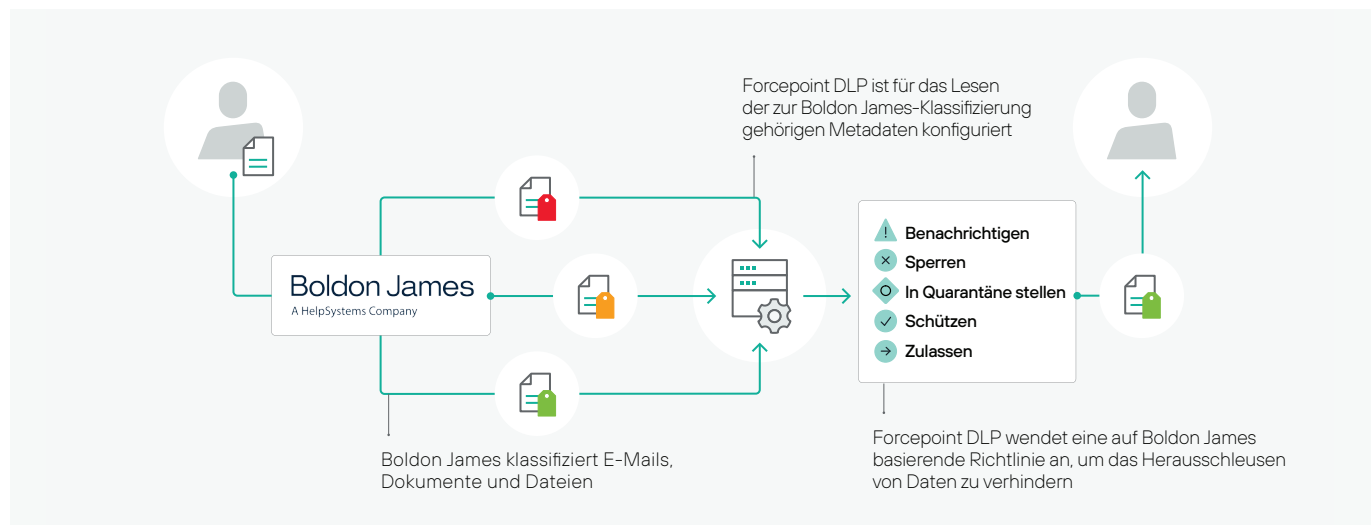 Forcepoint DLP ist für das Lesen
der zur Boldon James-Klassifizierung
gehörigen Metadaten konfiguriert
Boldon James
A HelpSystems Company
Benachrichtigen
Sperren
In Quarantäne stellen
Schützen
Zulassen
Boldon James klassifiziert E-Mails,
Dokumente und Dateien
Forcepoint DLP wendet eine auf Boldon James
basierende Richtlinie an, um das Herausschleusen
von Daten zu verhindern